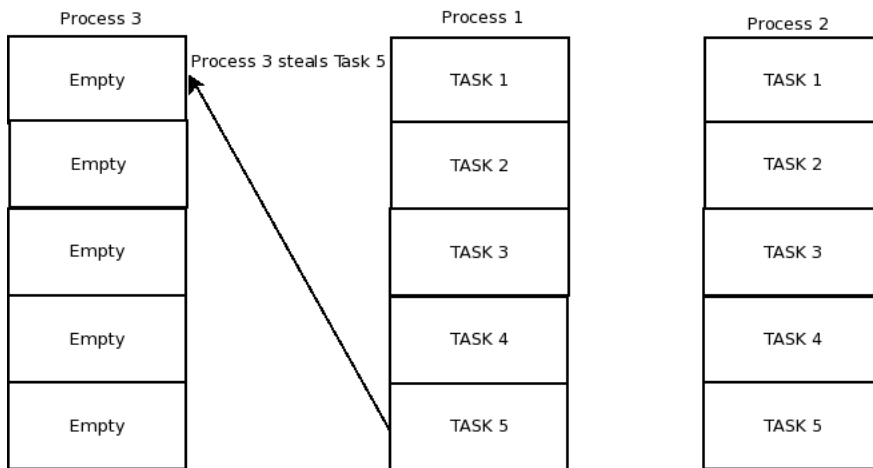 Process 3
Process 1
Process 2
Process 3 steals Task 5
Empty
TASK 1
TASK 1
Empty
TASK 2
TASK 2
Empty
TASK 3
TASK 3
Empty
TASK 4
TASK 4
Empty
TASK 5
TASK 5